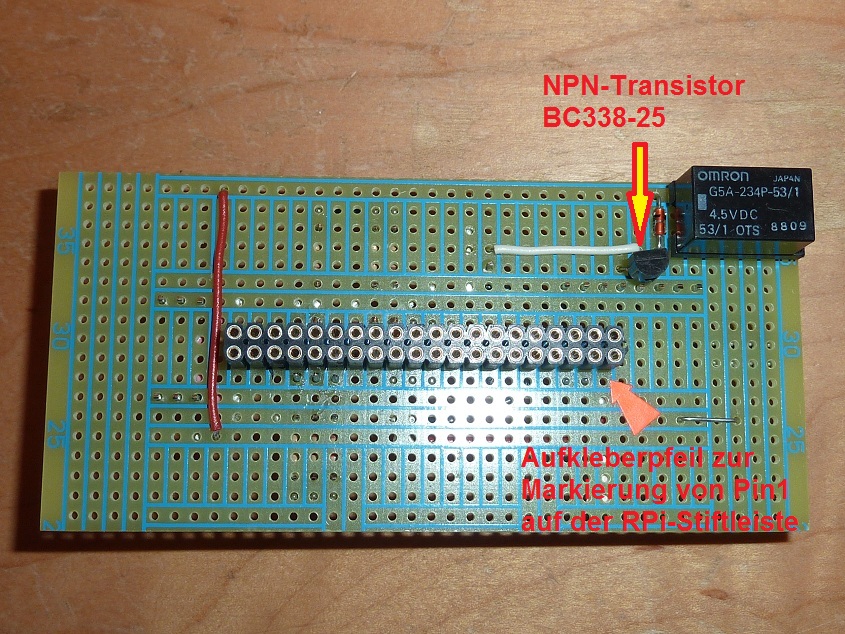 NPN-Transistor
BC338-25
OMRON JAPAN
G5A-234P-53/1
4.5VDC
53/1 OTS 8809
35
30
30
25
25
Aufkleberpfeil zur
Markierung von Pin1
auf der RPi-Stiftleiste
2